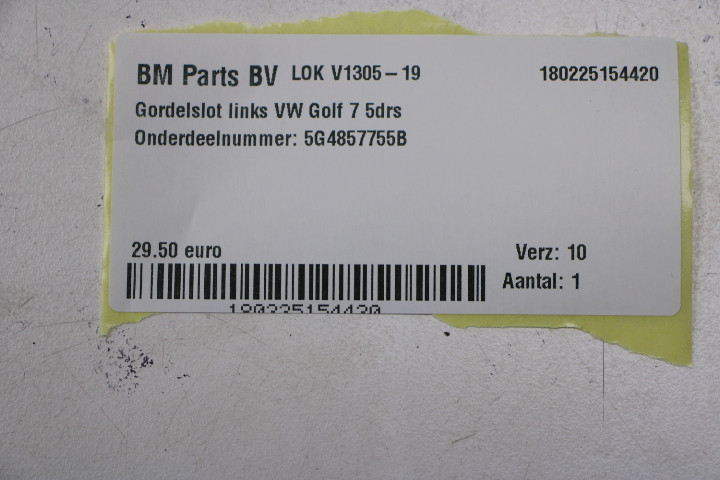 BM Parts BV LOK V1305-19 180225154420
Gordelslot links VW Golf 7 5drs
Onderdeelnummer: 5G4857755B
29.50 euro Verz: 10
Aantal: 1
180225154420